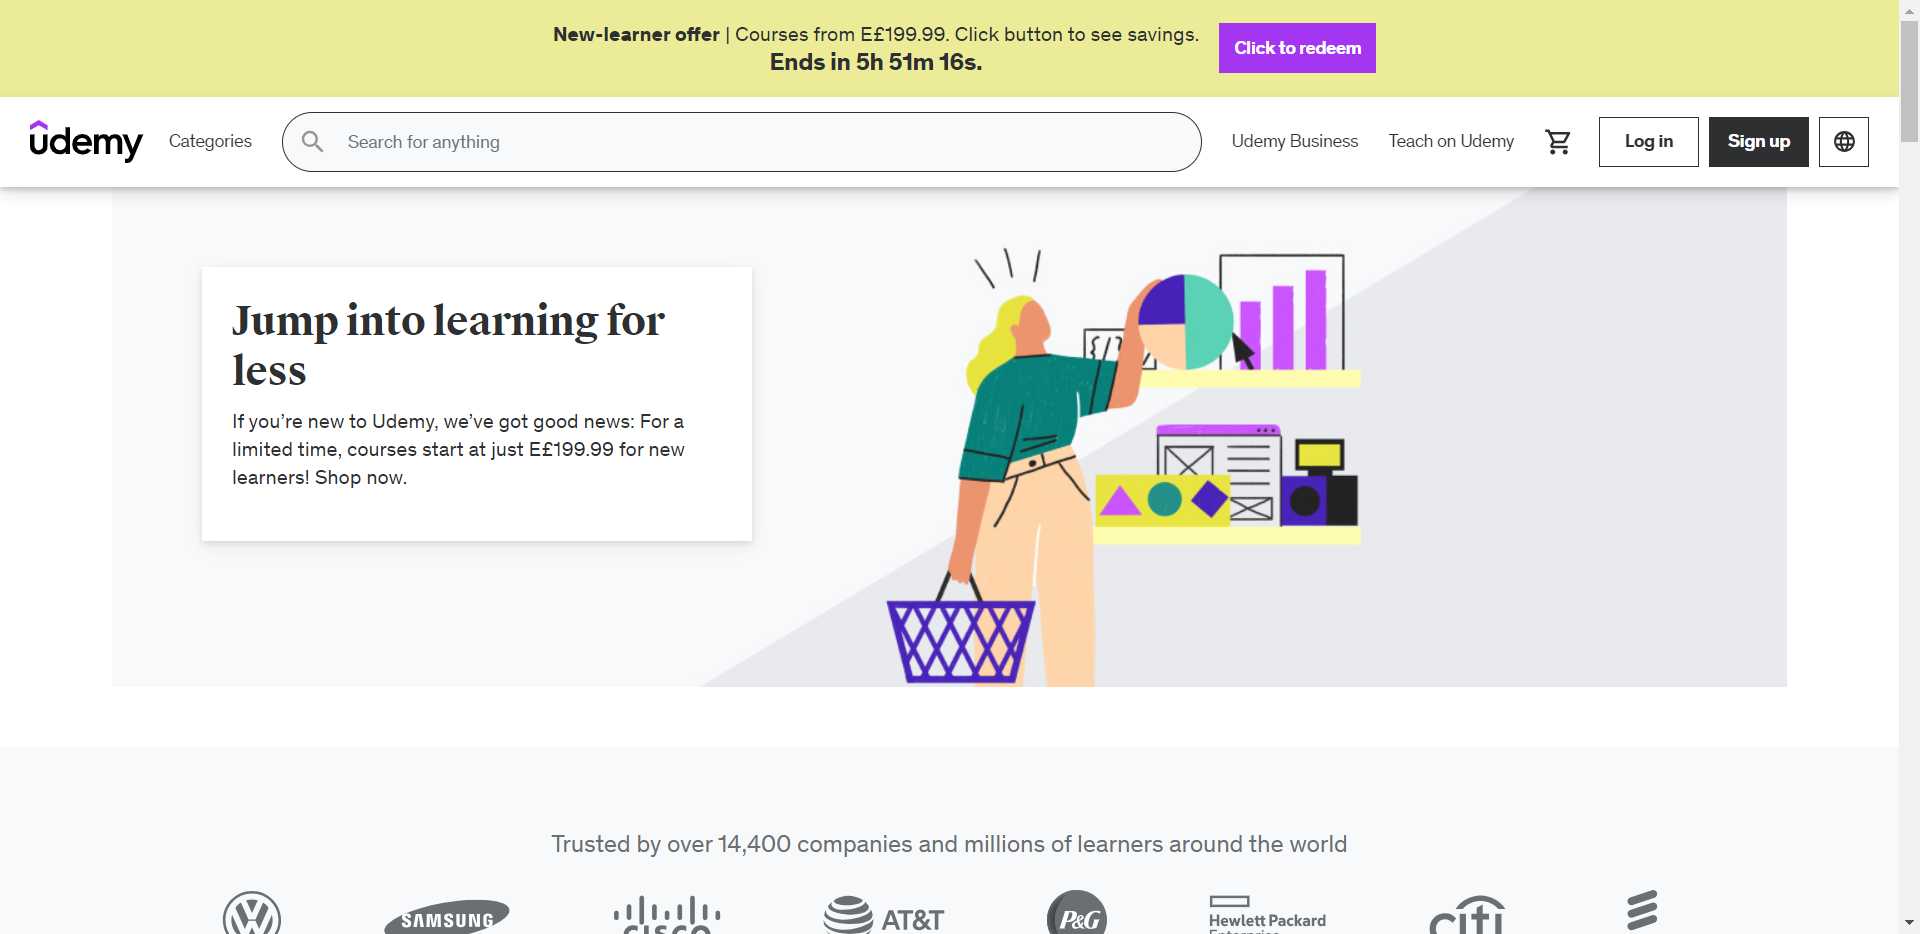 New-learner offer | Courses from E£199.99. Click button to see savings.
Ends in 5h 51m 16s.
Click to redeem
udemy
Categories
Search for anything
Udemy Business
Teach on Udemy
Log in
Sign up
Jump into learning for
less
If you’re new to Udemy, we’ve got good news: For a
limited time, courses start at just E£199.99 for new
learners! Shop now.
Trusted by over 14,400 companies and millions of learners around the world
SAMSUNG
CISCO
AT&T
P&G
Hewlett Packard
Enterprise
citi